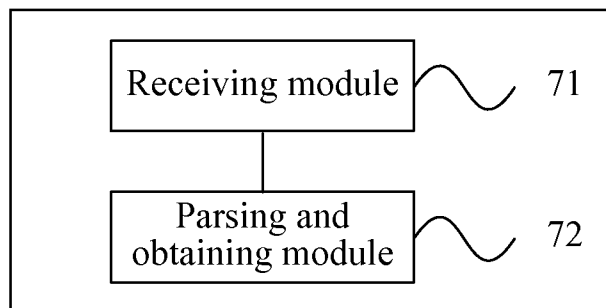 Receiving module 71
Parsing and
obtaining module 72